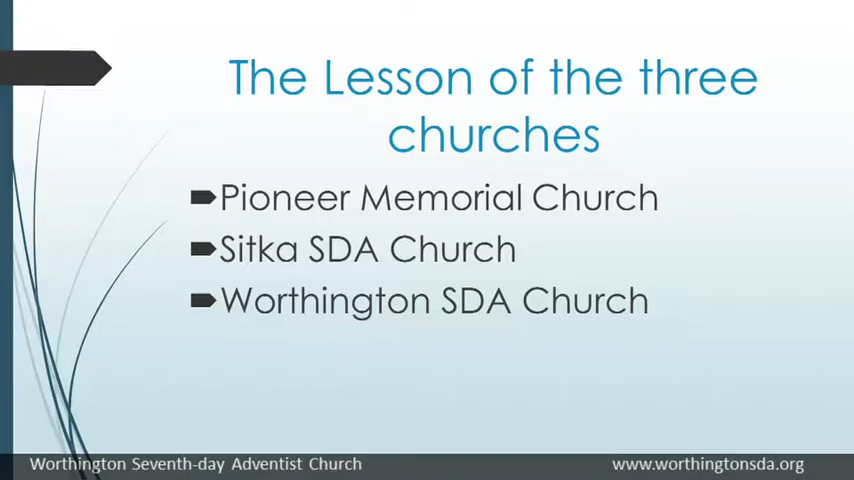 The Lesson of the three
churches
Pioneer Memorial Church
Sitka SDA Church
Worthington SDA Church
Worthington Seventh-day Adventist Church
www.worthingtonsda.org